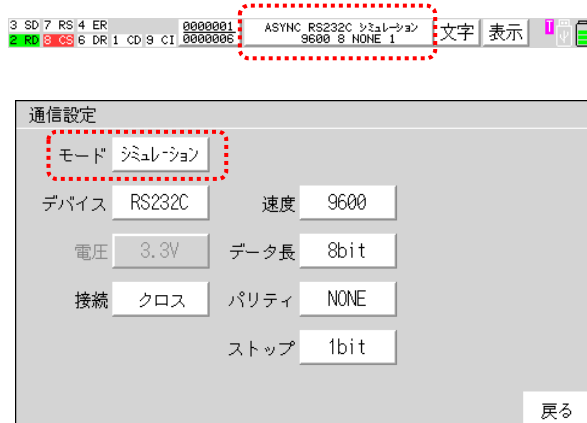 3 SD 7 RS 4 ER 0000001 ASYNC RS232C シミュレーション 文字 表示 T
2 RD 8 CS 6 DR 1 CD 9 CI 0000006 9600 8 NONE 1
通信設定
モード シミュレーション
デバイス RS232C 速度 9600
電圧 3.3V データ長 8bit
接続 クロス パリティ NONE
ストップ 1bit
戻る